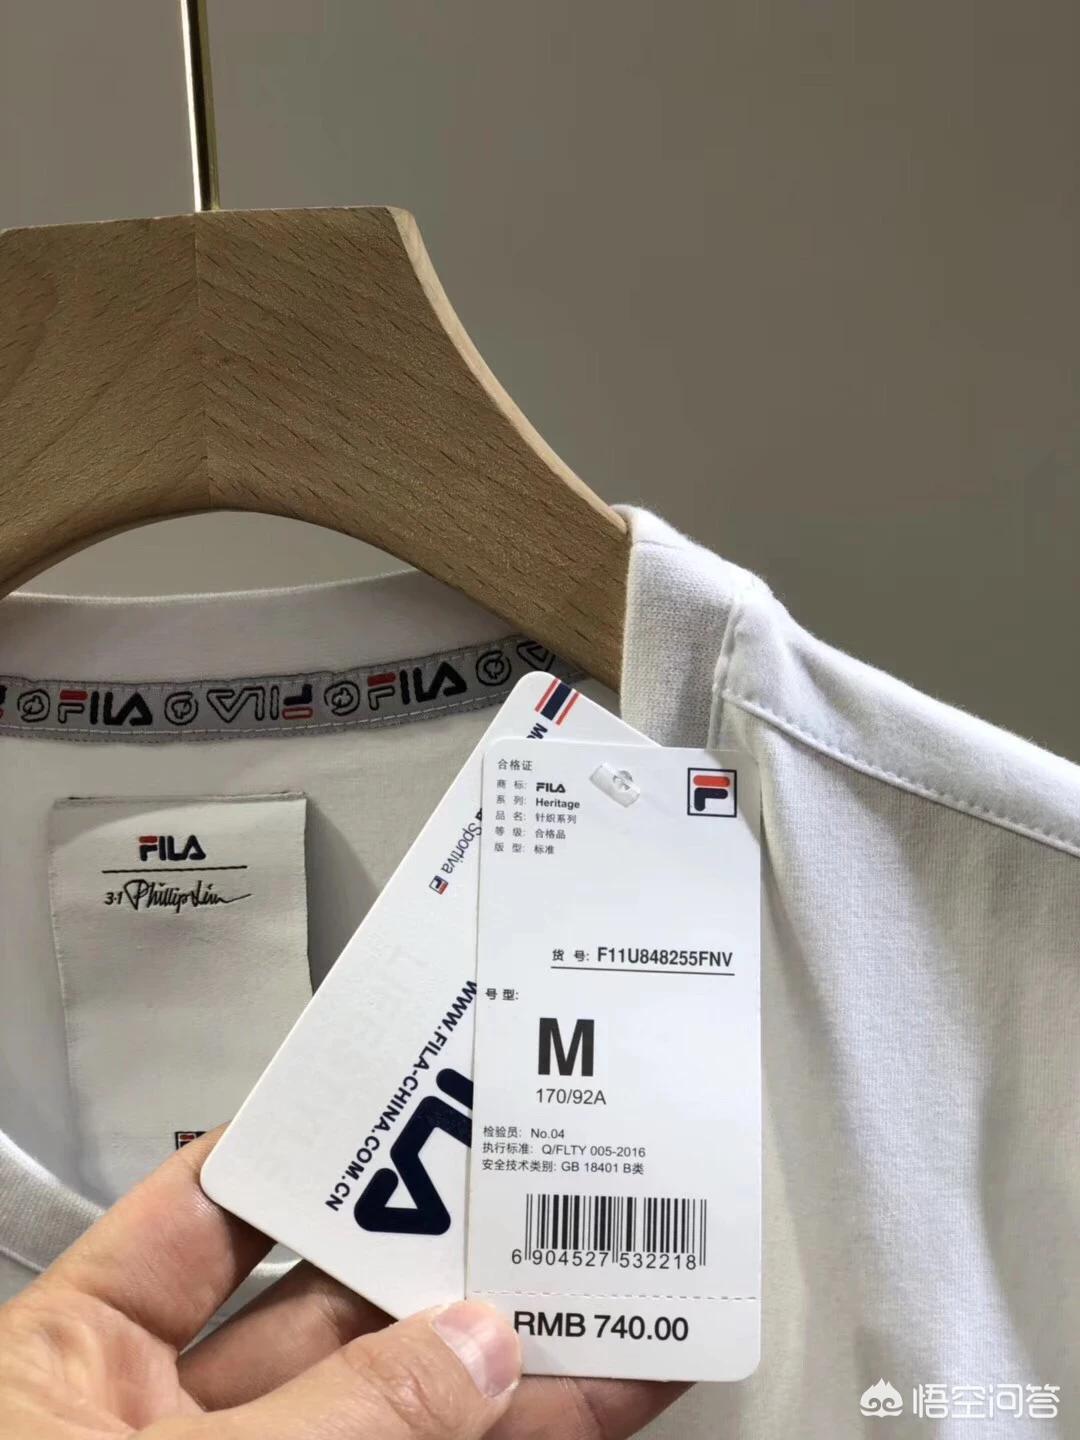 FILA FILA FILA
FILA
3·1 Phillip Lim
Sportiva
WWW.FILA-CHINA.COM.CN
合格证
商 标: FILA
系 列: Heritage
品 名: 针织系列
等 级: 合格品
版 型: 标准
货 号: F11U848255FNV
号 型:
M
170/92A
检验员: No.04
执行标准: Q/FLTY 005-2016
安全技术类别: GB 18401 B类
6 904527 532218
RMB 740.00
悟空问答